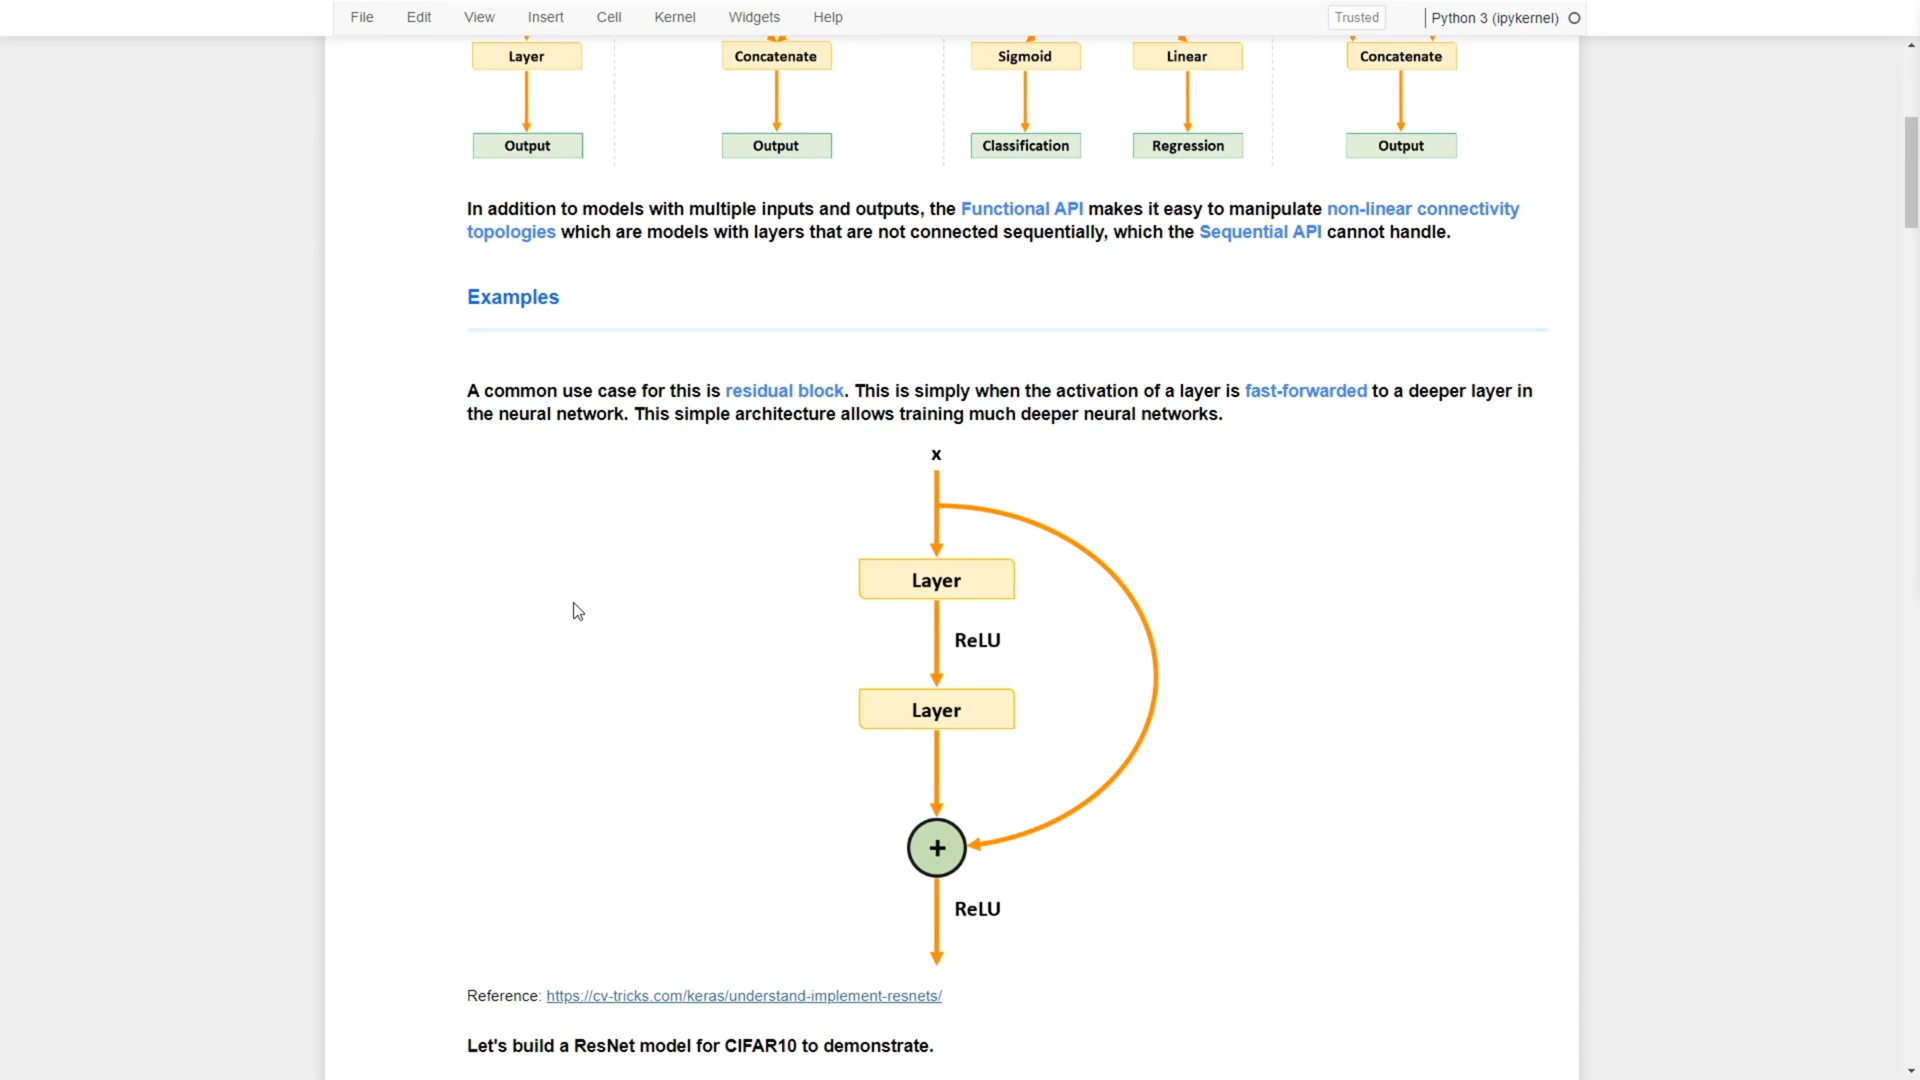 File Edit View Insert Cell Kernel Widgets Help Trusted Python 3 (ipykernel)
Layer Concatenate Sigmoid Linear Concatenate
Output Output Classification Regression Output
In addition to models with multiple inputs and outputs, the Functional API makes it easy to manipulate non-linear connectivity
topologies which are models with layers that are not connected sequentially, which the Sequential API cannot handle.
Examples
A common use case for this is residual block. This is simply when the activation of a layer is fast-forwarded to a deeper layer in
the neural network. This simple architecture allows training much deeper neural networks.
x
Layer
ReLU
Layer
+
ReLU
Reference: https://cv-tricks.com/keras/understand-implement-resnets/
Let's build a ResNet model for CIFAR10 to demonstrate.